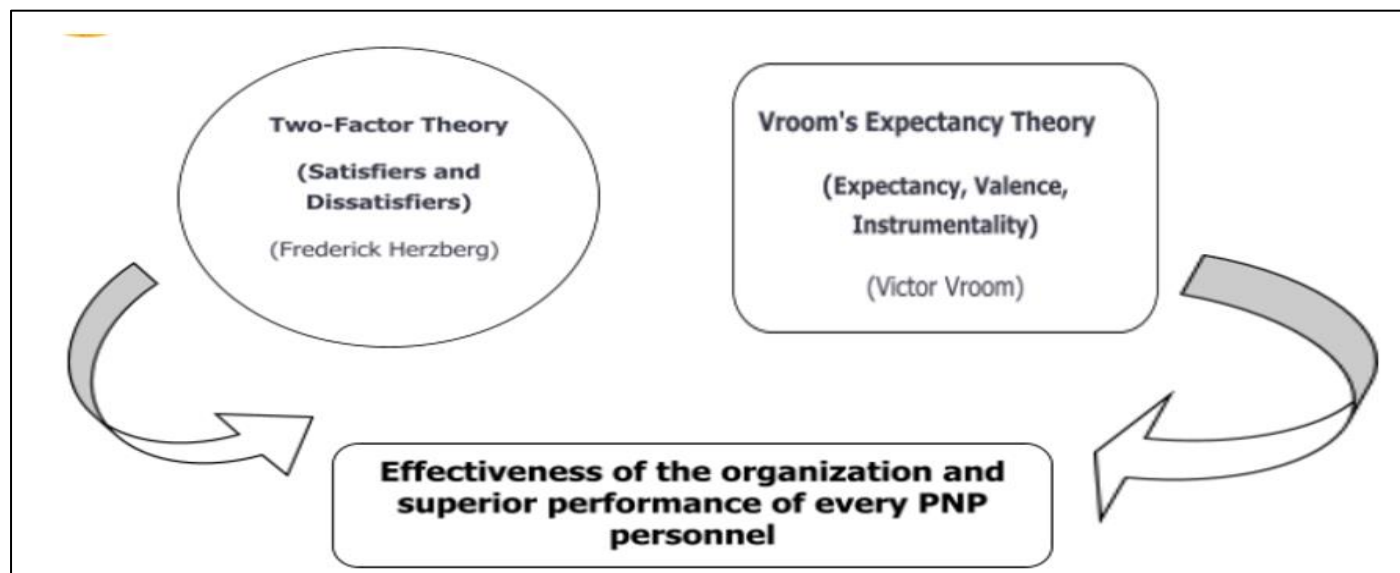 Two-Factor Theory
(Satisfiers and
Dissatisfiers)
(Frederick Herzberg)
Vroom's Expectancy Theory
(Expectancy, Valence,
Instrumentality)
(Victor Vroom)
Effectiveness of the organization and
superior performance of every PNP
personnel